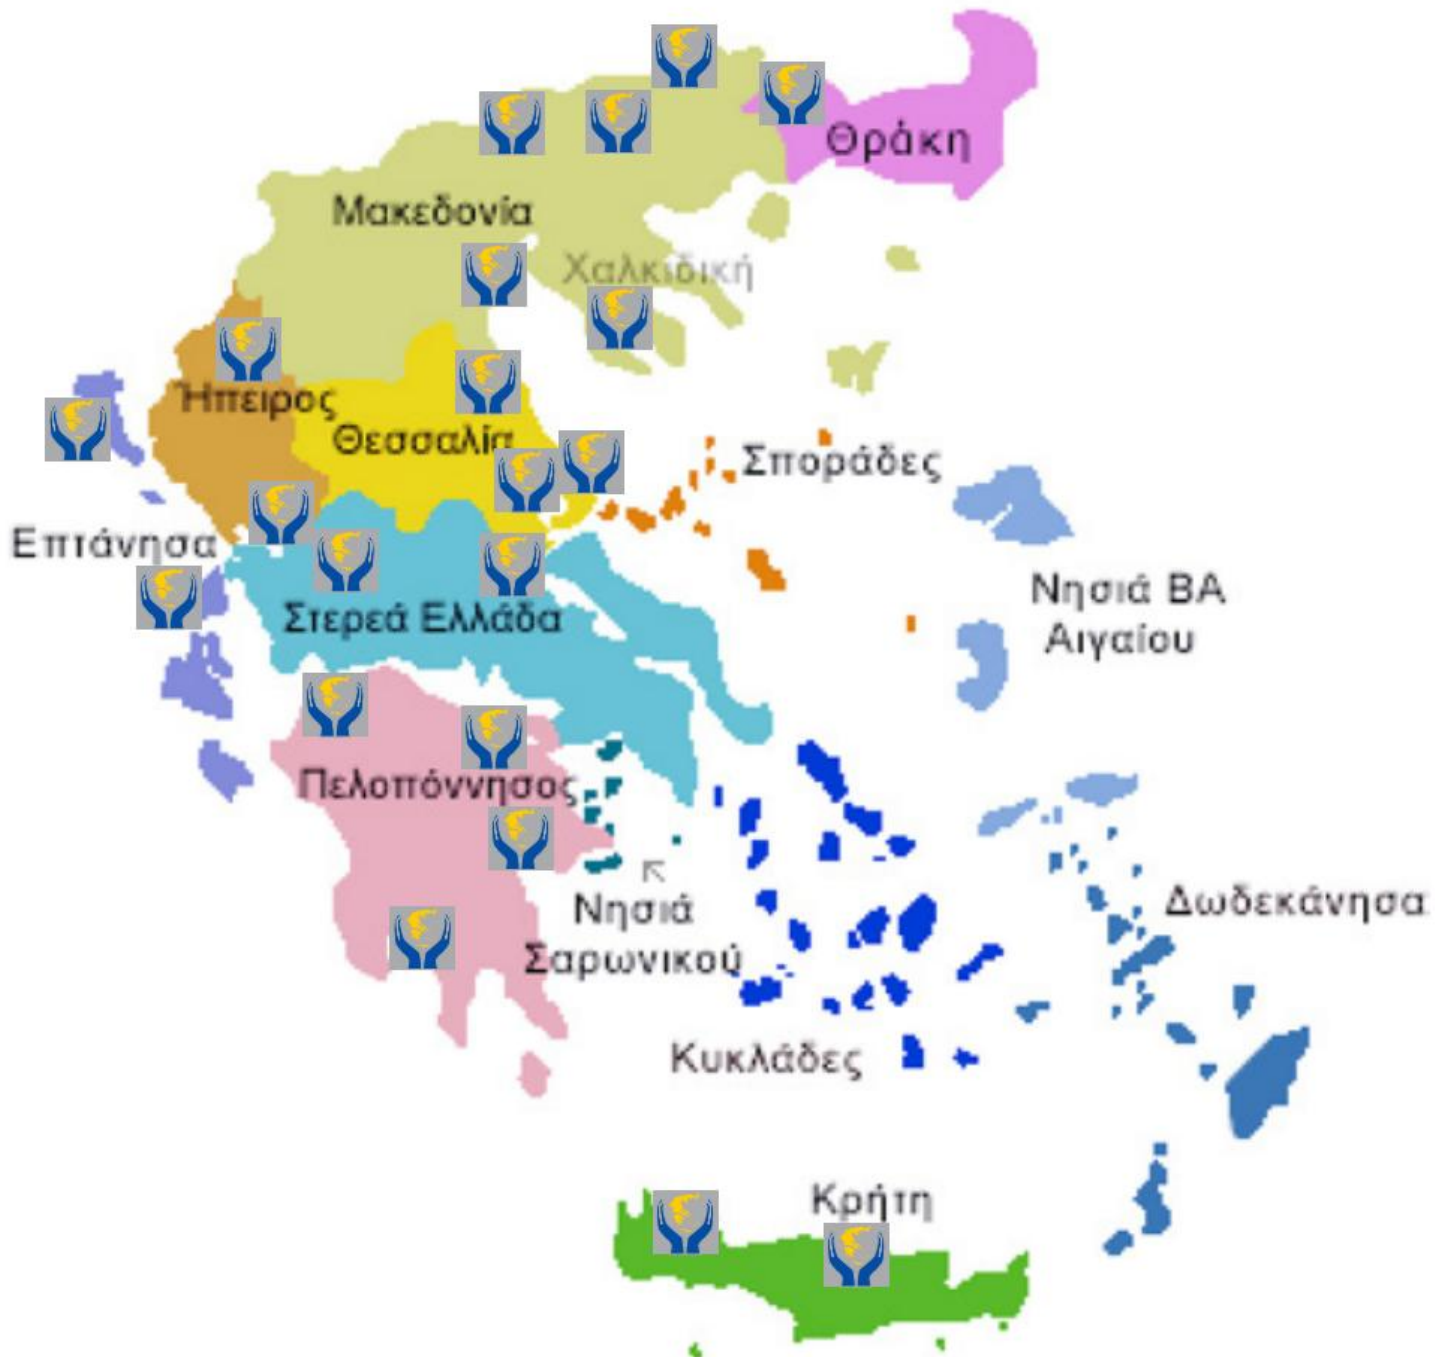 Θράκη
Μακεδονία
Χαλκιδική
Ήπειρος
Θεσσαλία
Σποράδες
Επτάνησα
Νησιά ΒΑ
Αιγαίου
Στερεά Ελλάδα
Πελοπόννησος
Νησιά
Σαρωνικού
Δωδεκάνησα
Κυκλάδες
Κρήτη